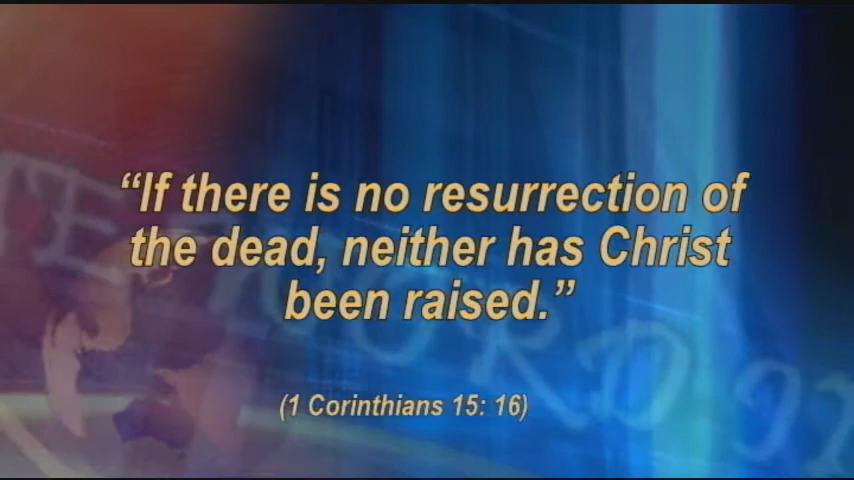 “If there is no resurrection of
the dead, neither has Christ
been raised.”
(1 Corinthians 15: 16)